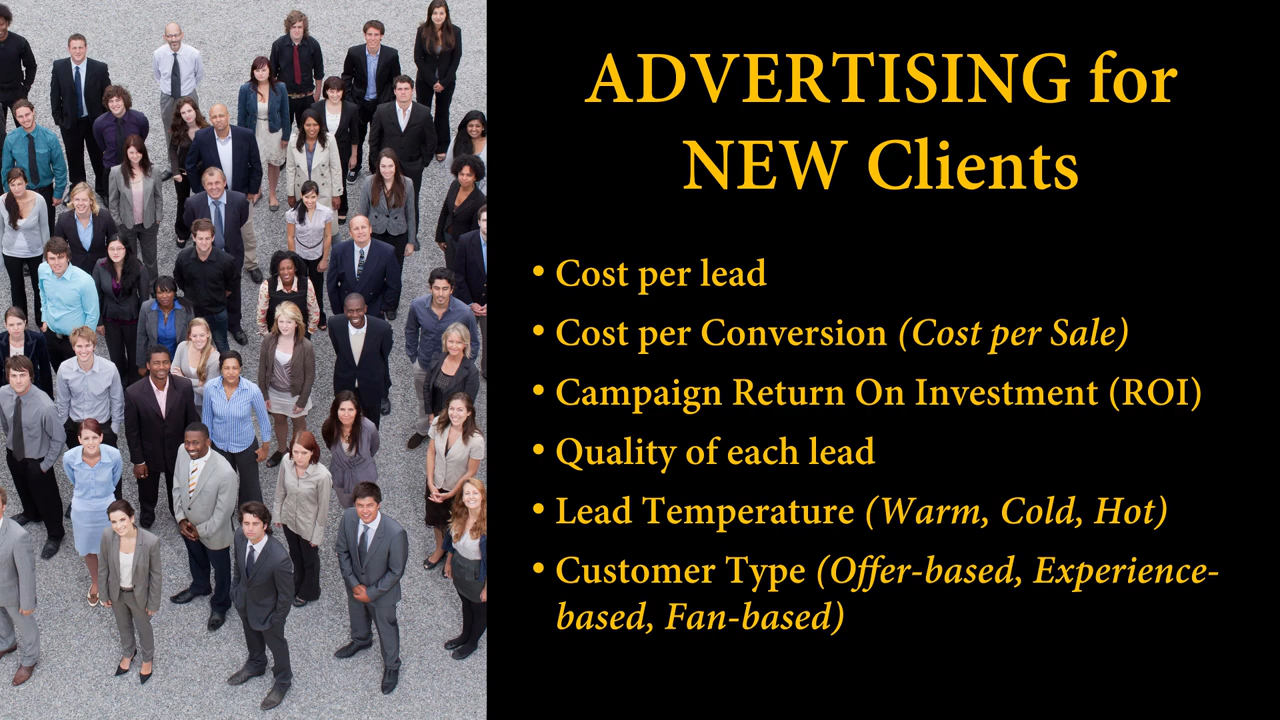 ADVERTISING for
NEW Clients
• Cost per lead
• Cost per Conversion (Cost per Sale)
• Campaign Return On Investment (ROI)
• Quality of each lead
• Lead Temperature (Warm, Cold, Hot)
• Customer Type (Offer-based, Experience-
based, Fan-based)